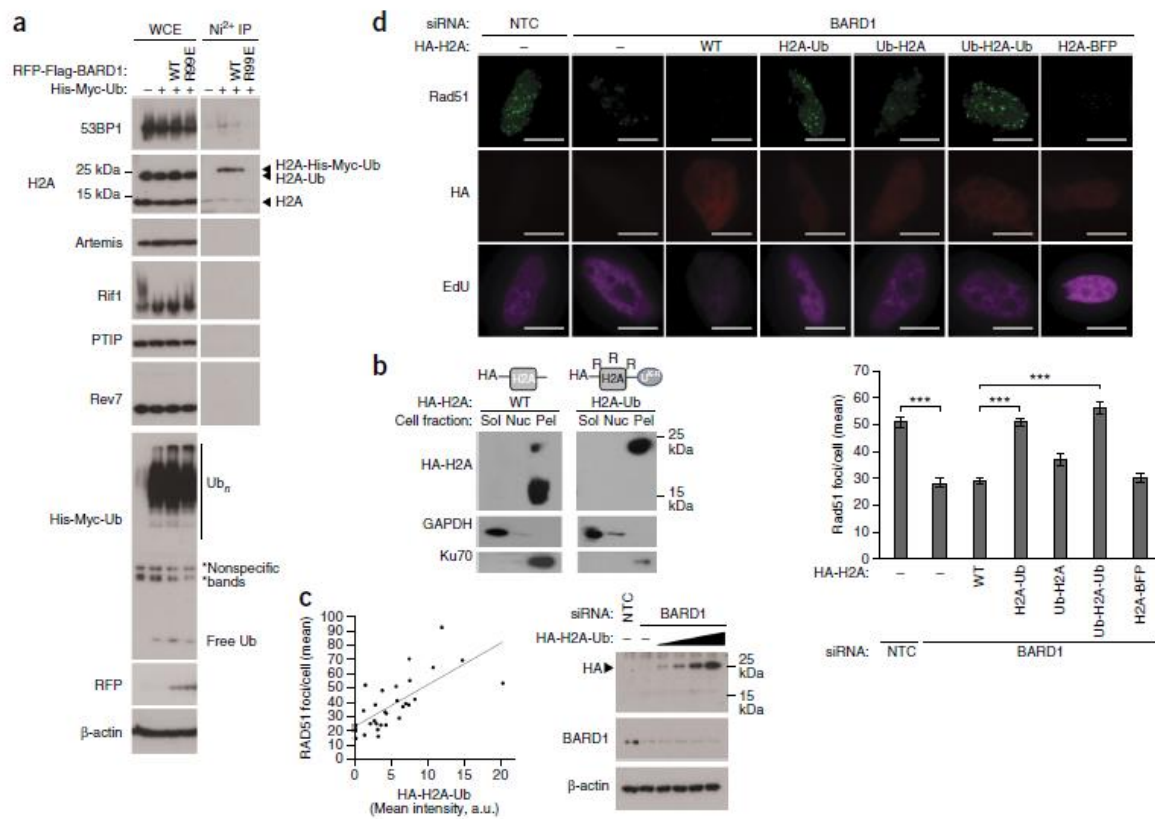 a
WCE Ni2+ IP
RFP-Flag-BARD1: WT R99E WT R99E
His-Myc-Ub: – + + + – + + +
53BP1
H2A
25 kDa
15 kDa
H2A-His-Myc-Ub
H2A-Ub
H2A
Artemis
Rif1
PTIP
Rev7
His-Myc-Ub
Ubn
*Nonspecific
*bands
Free Ub
RFP
β-actin
d
siRNA: NTC BARD1
HA-H2A: – – WT H2A-Ub Ub-H2A Ub-H2A-Ub H2A-BFP
Rad51
HA
EdU
b
R R R
HA H2A HA H2A
HA-H2A: WT H2A-Ub
Cell fraction: Sol Nuc Pel Sol Nuc Pel
HA-H2A
25
kDa
15
kDa
GAPDH
Ku70
Rad51 foci/cell (mean)
70
60
50
40
30
20
10
0
*** *** ***
HA-H2A: – – WT H2A-Ub Ub-H2A Ub-H2A-Ub H2A-BFP
siRNA: NTC BARD1
c
RAD51 foci/cell (mean)
100
90
80
70
60
50
40
30
20
10
0
0 5 10 15 20
HA-H2A-Ub
(Mean intensity, a.u.)
siRNA: NTC BARD1
HA-H2A-Ub: – –
HA
25
kDa
15
kDa
BARD1
β-actin